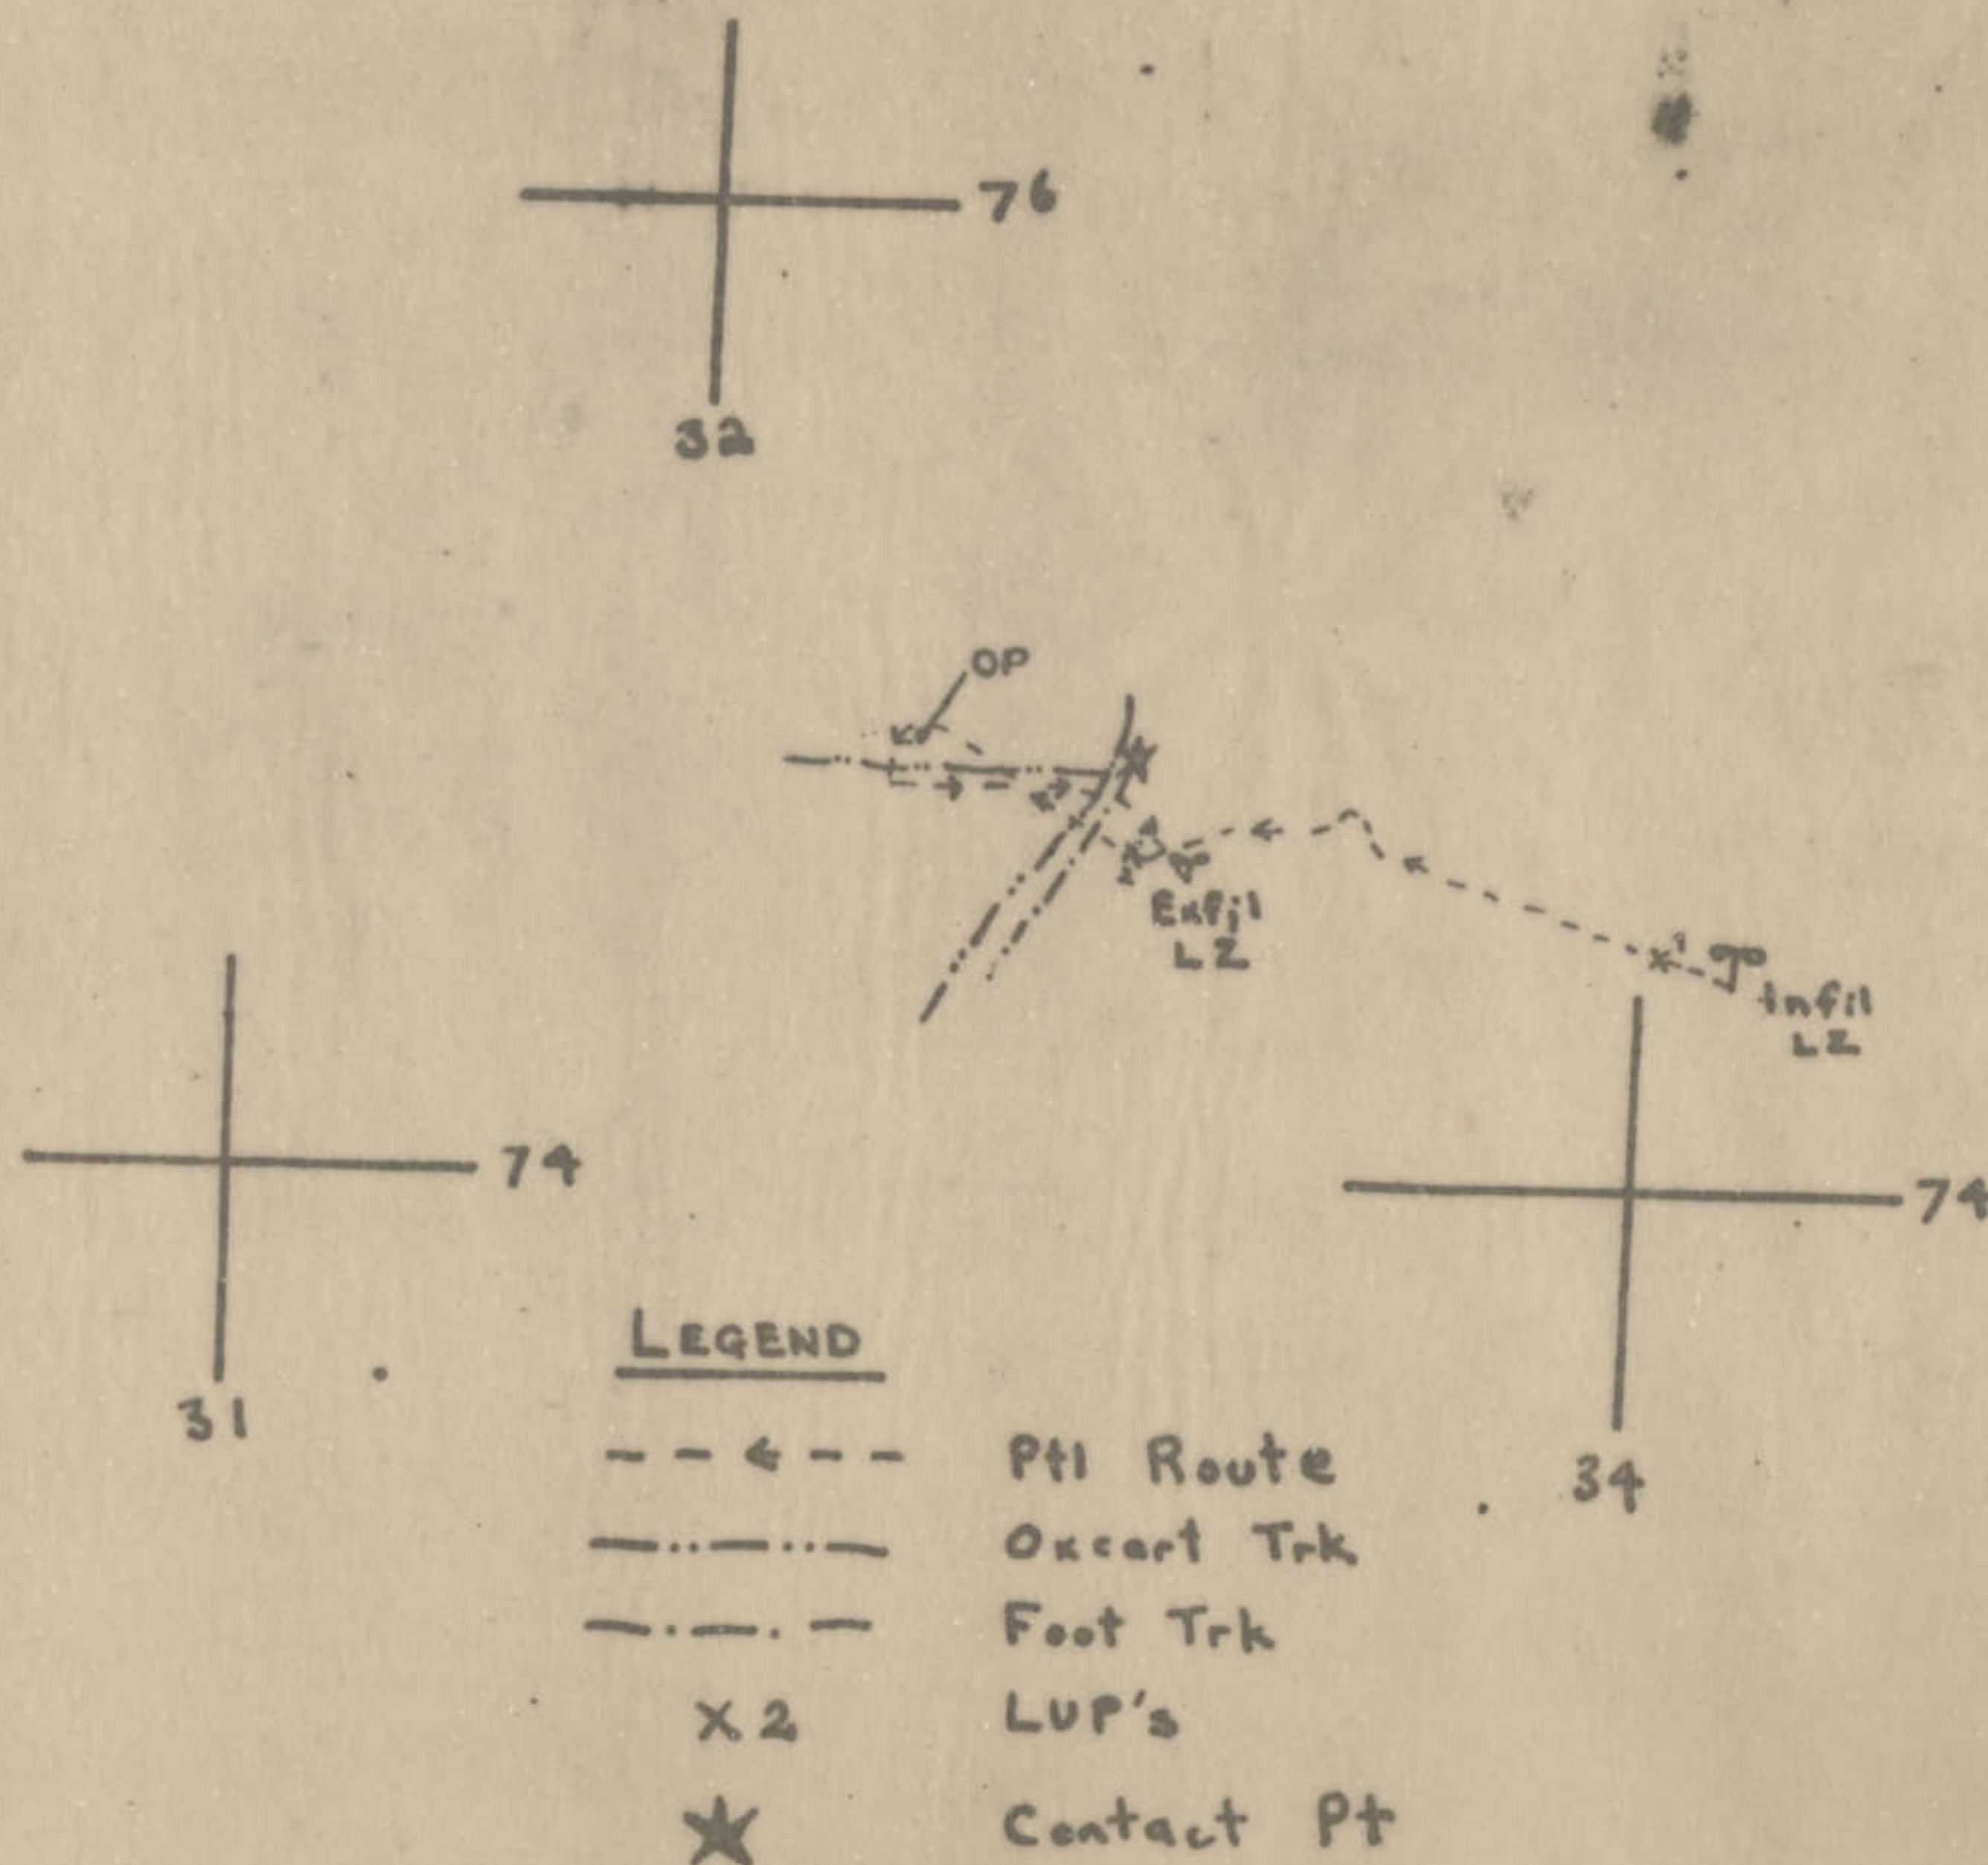 76
32
OP
Exfil
LZ
1
Infil
LZ
74
31
74
34
LEGEND
Ptl Route
Oxcart Trk
Foot Trk
X 2 LUP's
Contact Pt